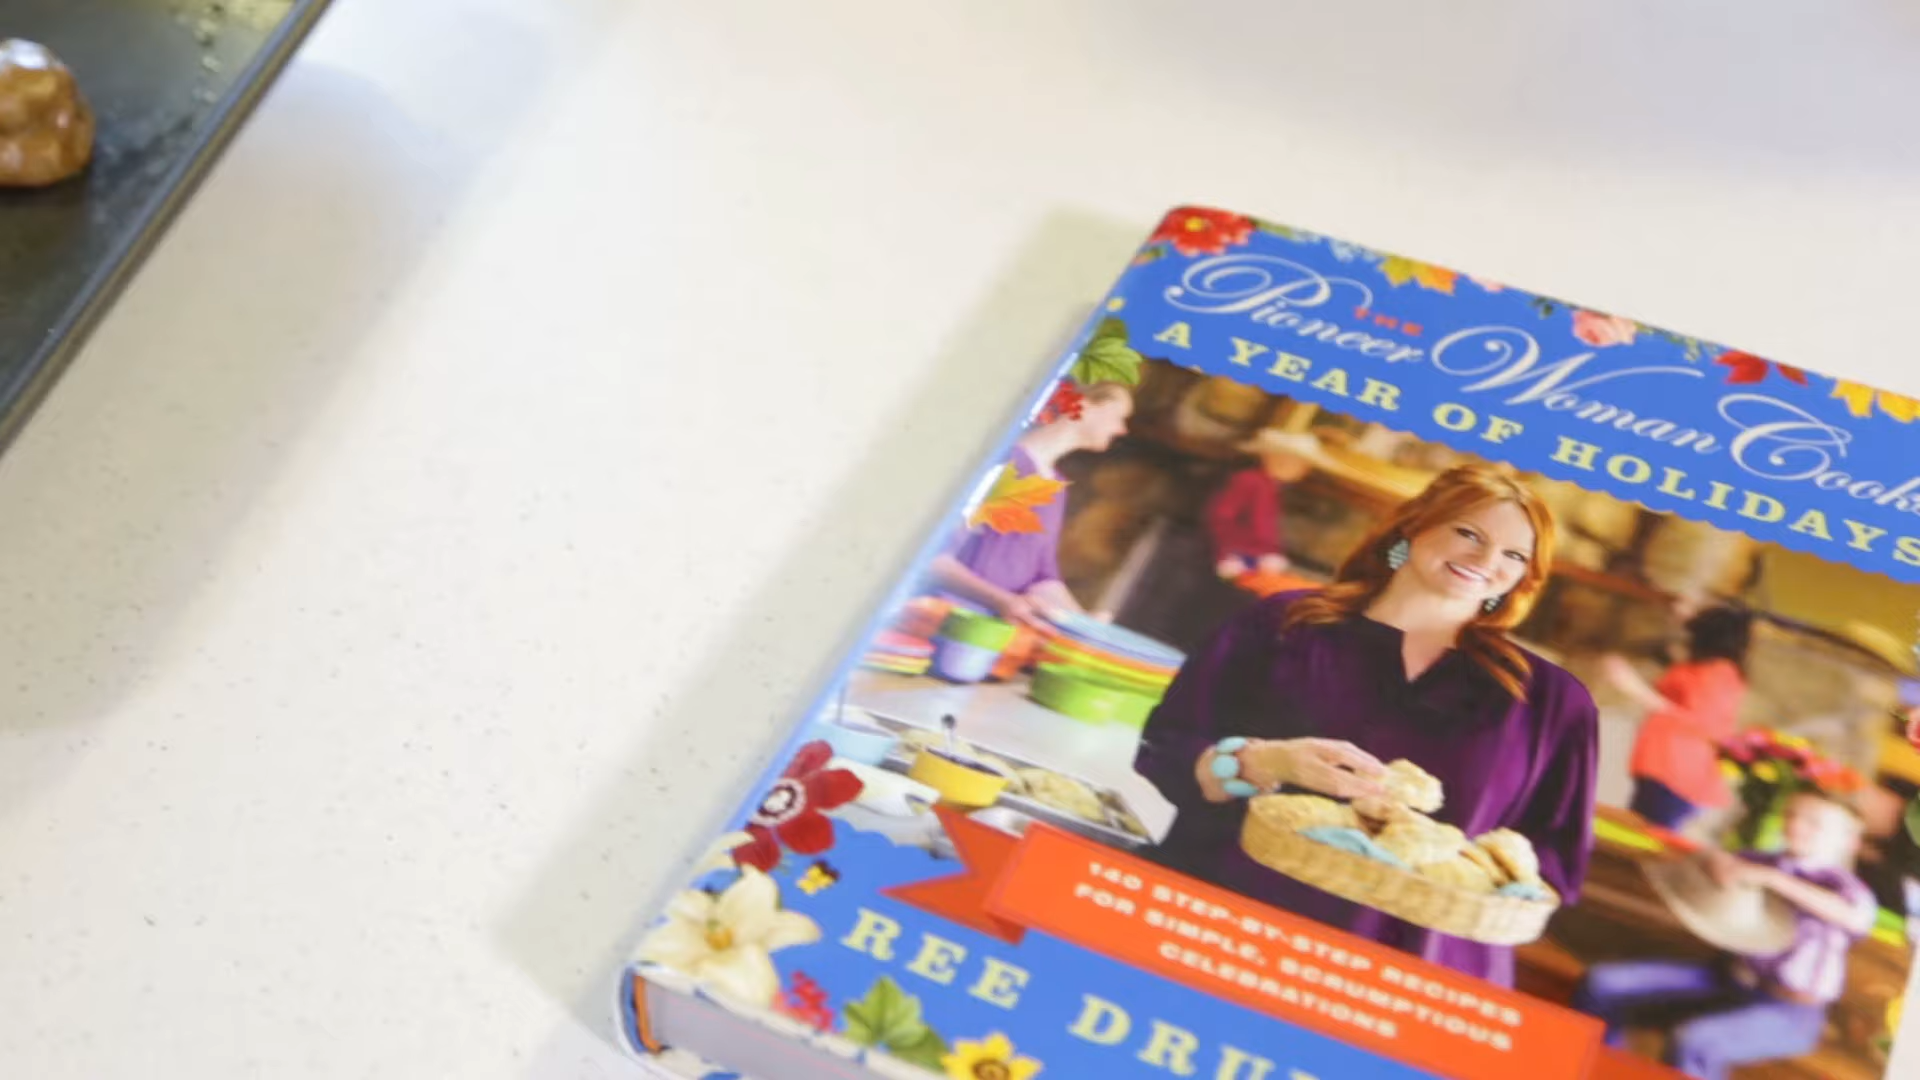 THE
Pioneer Woman Cooks
A YEAR OF HOLIDAYS
140 STEP-BY-STEP RECIPES
FOR SIMPLE, SCRUMPTIOUS
CELEBRATIONS
REE DRU